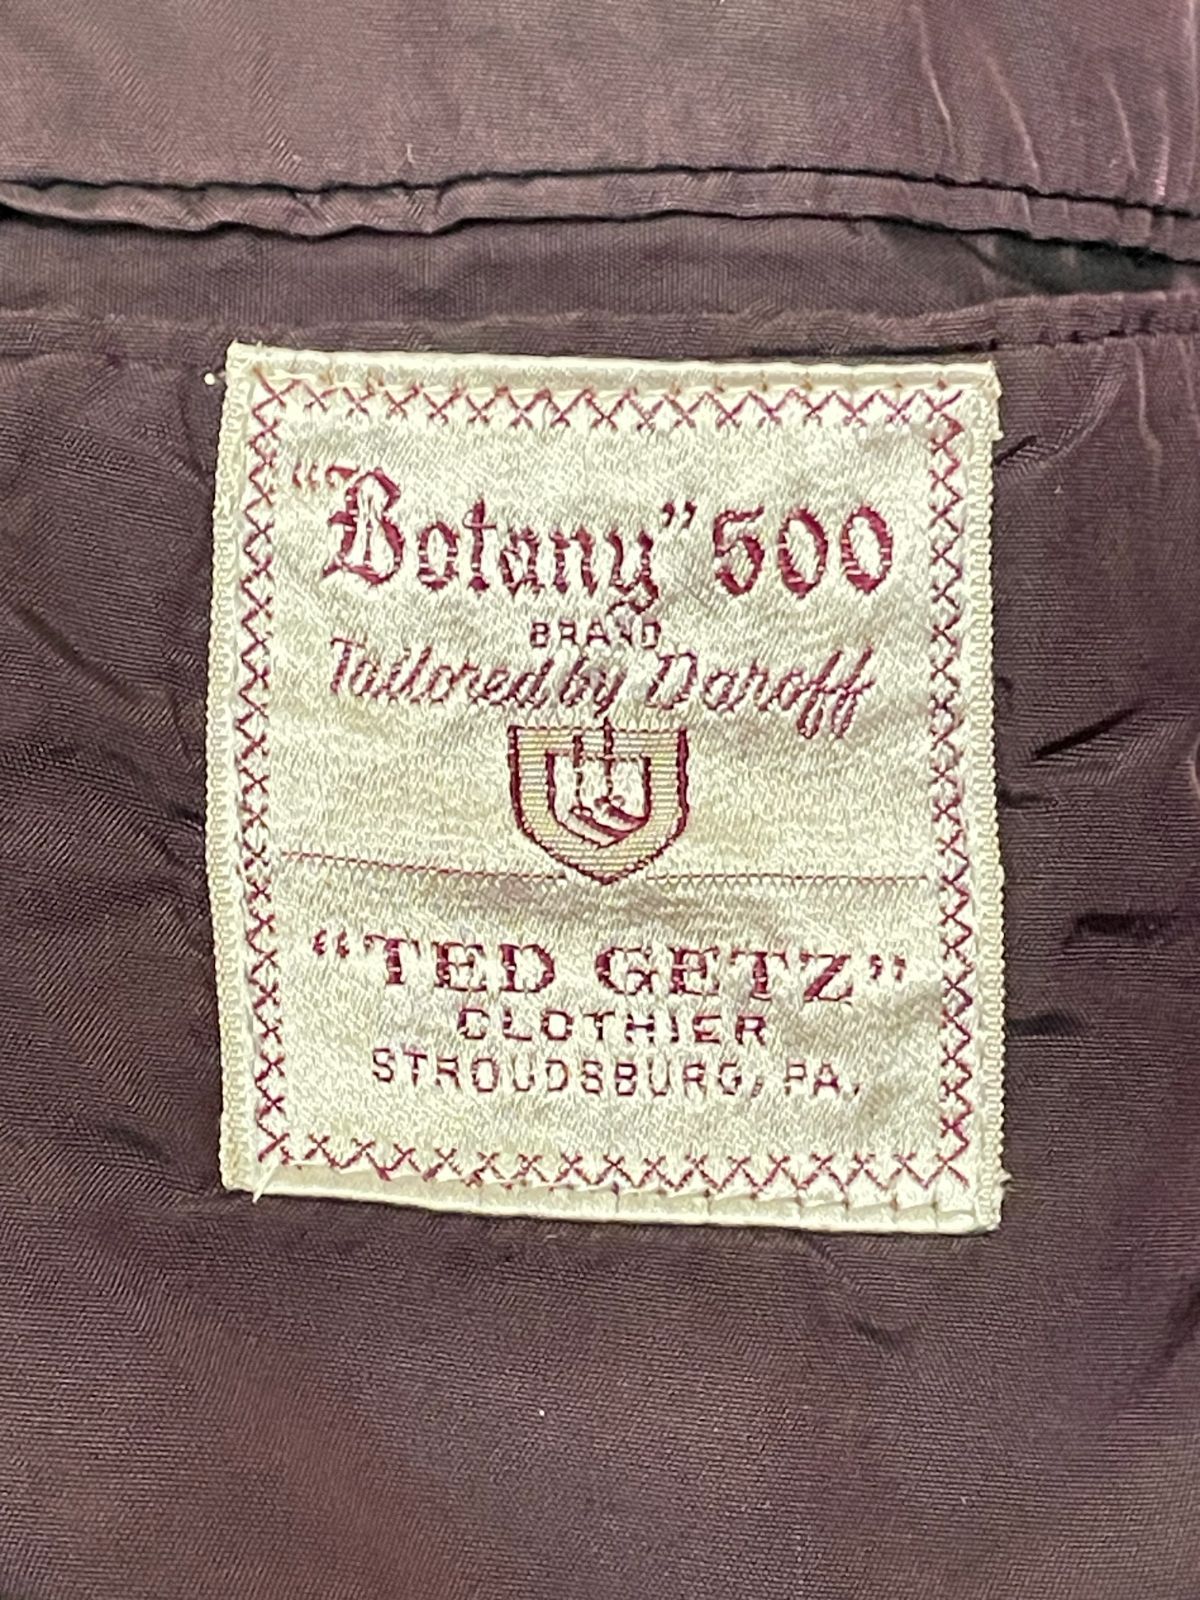 "Botany" 500
BRAND
Tailored by Daroff
"TED GETZ"
CLOTHIER
STROUDSBURG, PA.